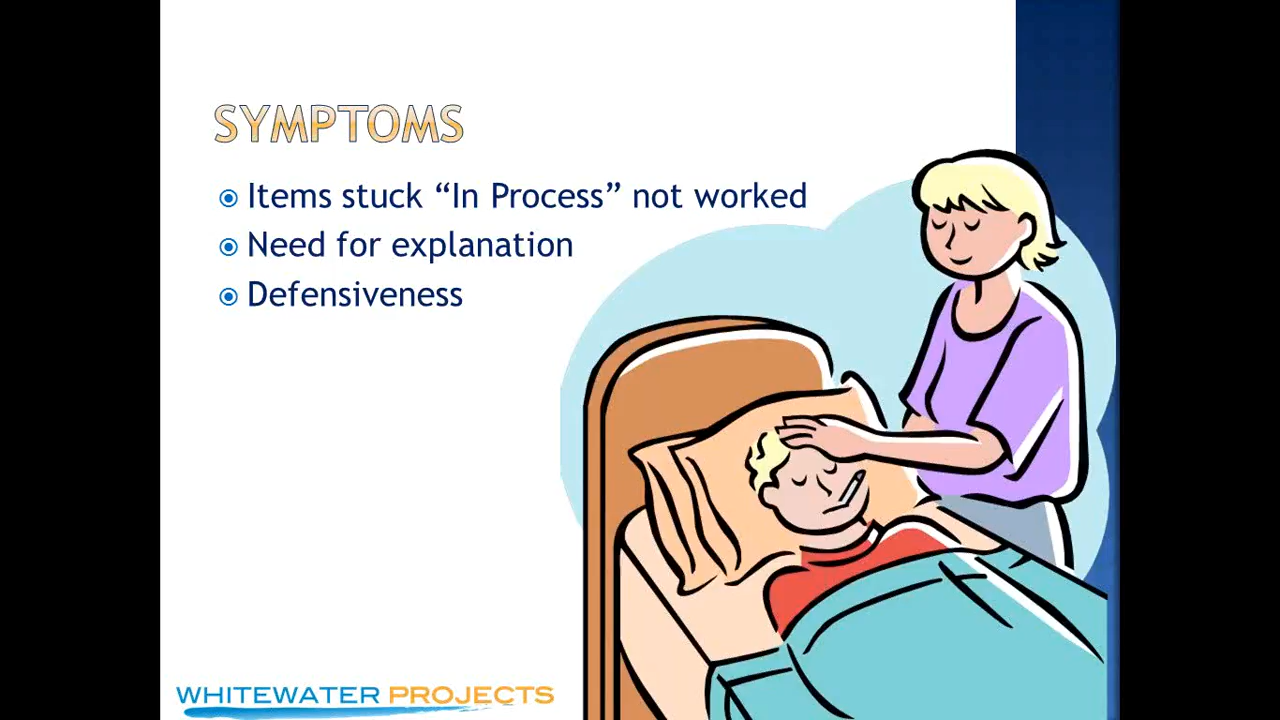 SYMPTOMS
Items stuck “In Process” not worked
Need for explanation
Defensiveness
WHITEWATER PROJECTS